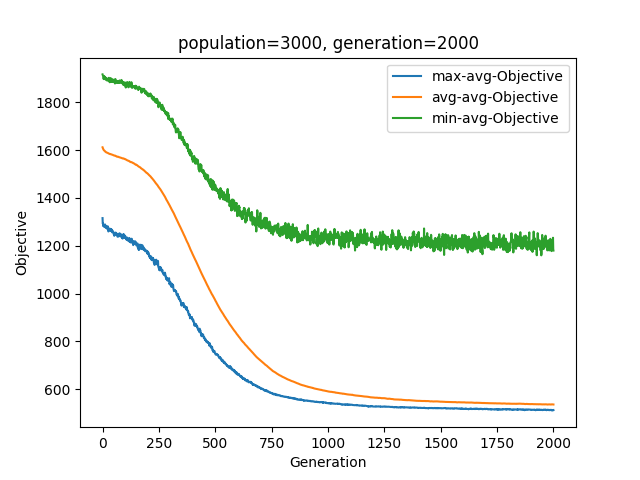 population=3000, generation=2000
max-avg-Objective
avg-avg-Objective
min-avg-Objective
1800
1600
1400
1200
1000
800
600
Objective
0 250 500 750 1000 1250 1500 1750 2000
Generation